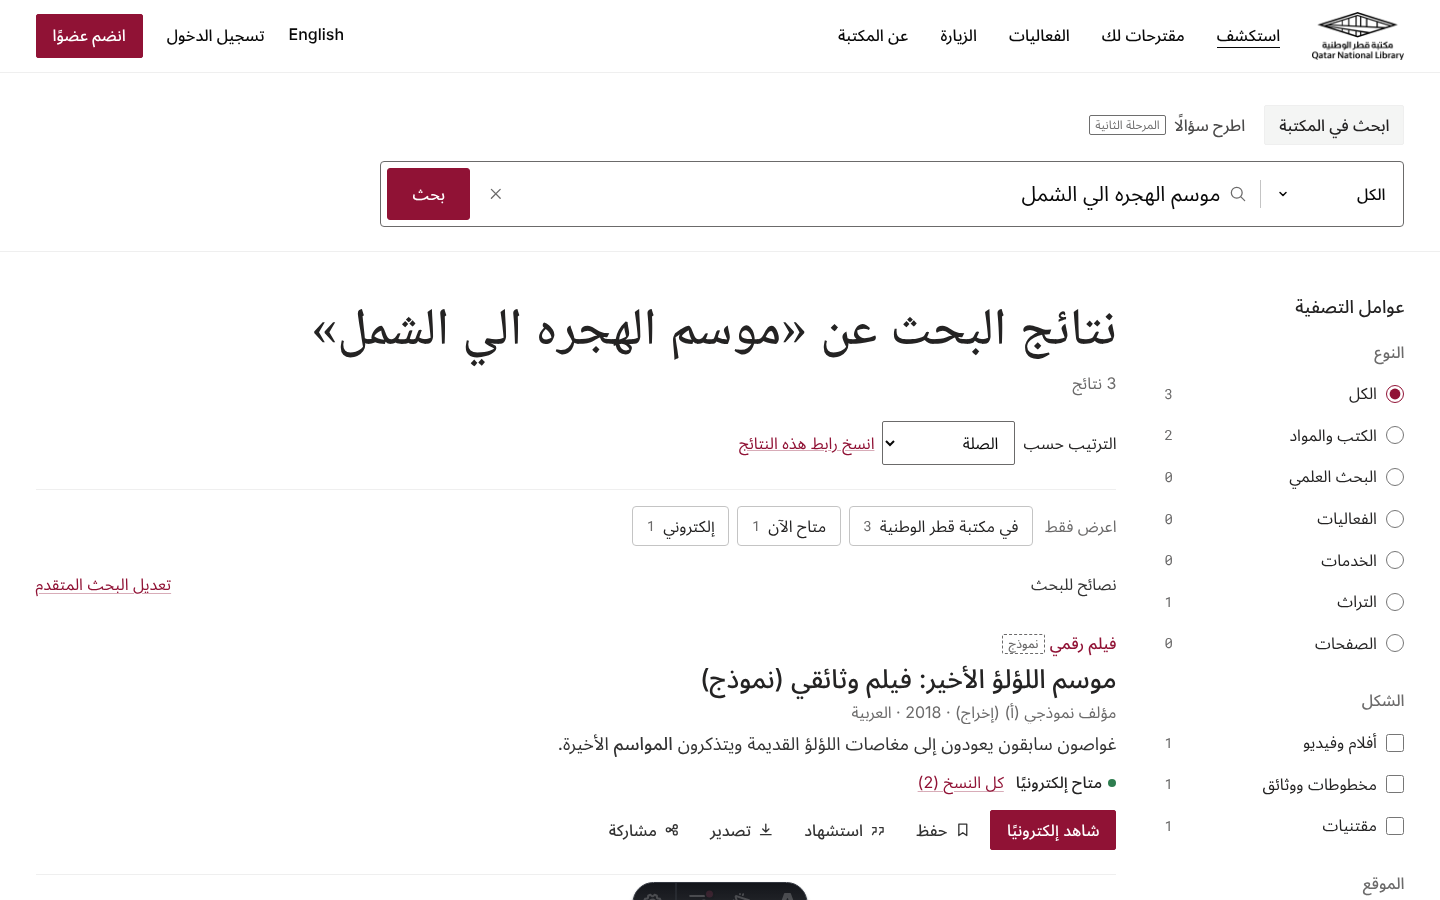 مكتبة قطر الوطنية
Qatar National Library
استكشف
مقترحات لك
الفعاليات
الزيارة
عن المكتبة
English
تسجيل الدخول
انضم عضوًا
ابحث في المكتبة
اطرح سؤالًا
المرحلة الثانية
الكل
موسم الهجره الي الشمل
بحث
عوامل التصفية
النوع
الكل 3
الكتب والمواد 2
البحث العلمي 0
الفعاليات 0
الخدمات 0
التراث 1
الصفحات 0
الشكل
أفلام وفيديو 1
مخطوطات ووثائق 1
مقتنيات 1
الموقع
نتائج البحث عن «موسم الهجره الي الشمل»
3 نتائج
الترتيب حسب الصلة انسخ رابط هذه النتائج
اعرض فقط في مكتبة قطر الوطنية 3 متاح الآن 1 إلكتروني 1
نصائح للبحث تعديل البحث المتقدم
فيلم رقمي نموذج
موسم اللؤلؤ الأخير: فيلم وثائقي (نموذج)
مؤلف نموذجي (أ) (إخراج) · 2018 · العربية
غواصون سابقون يعودون إلى مغاصات اللؤلؤ القديمة ويتذكرون المواسم الأخيرة.
متاح إلكترونيًا كل النسخ (2)
شاهد إلكترونيًا حفظ استشهاد تصدير مشاركة